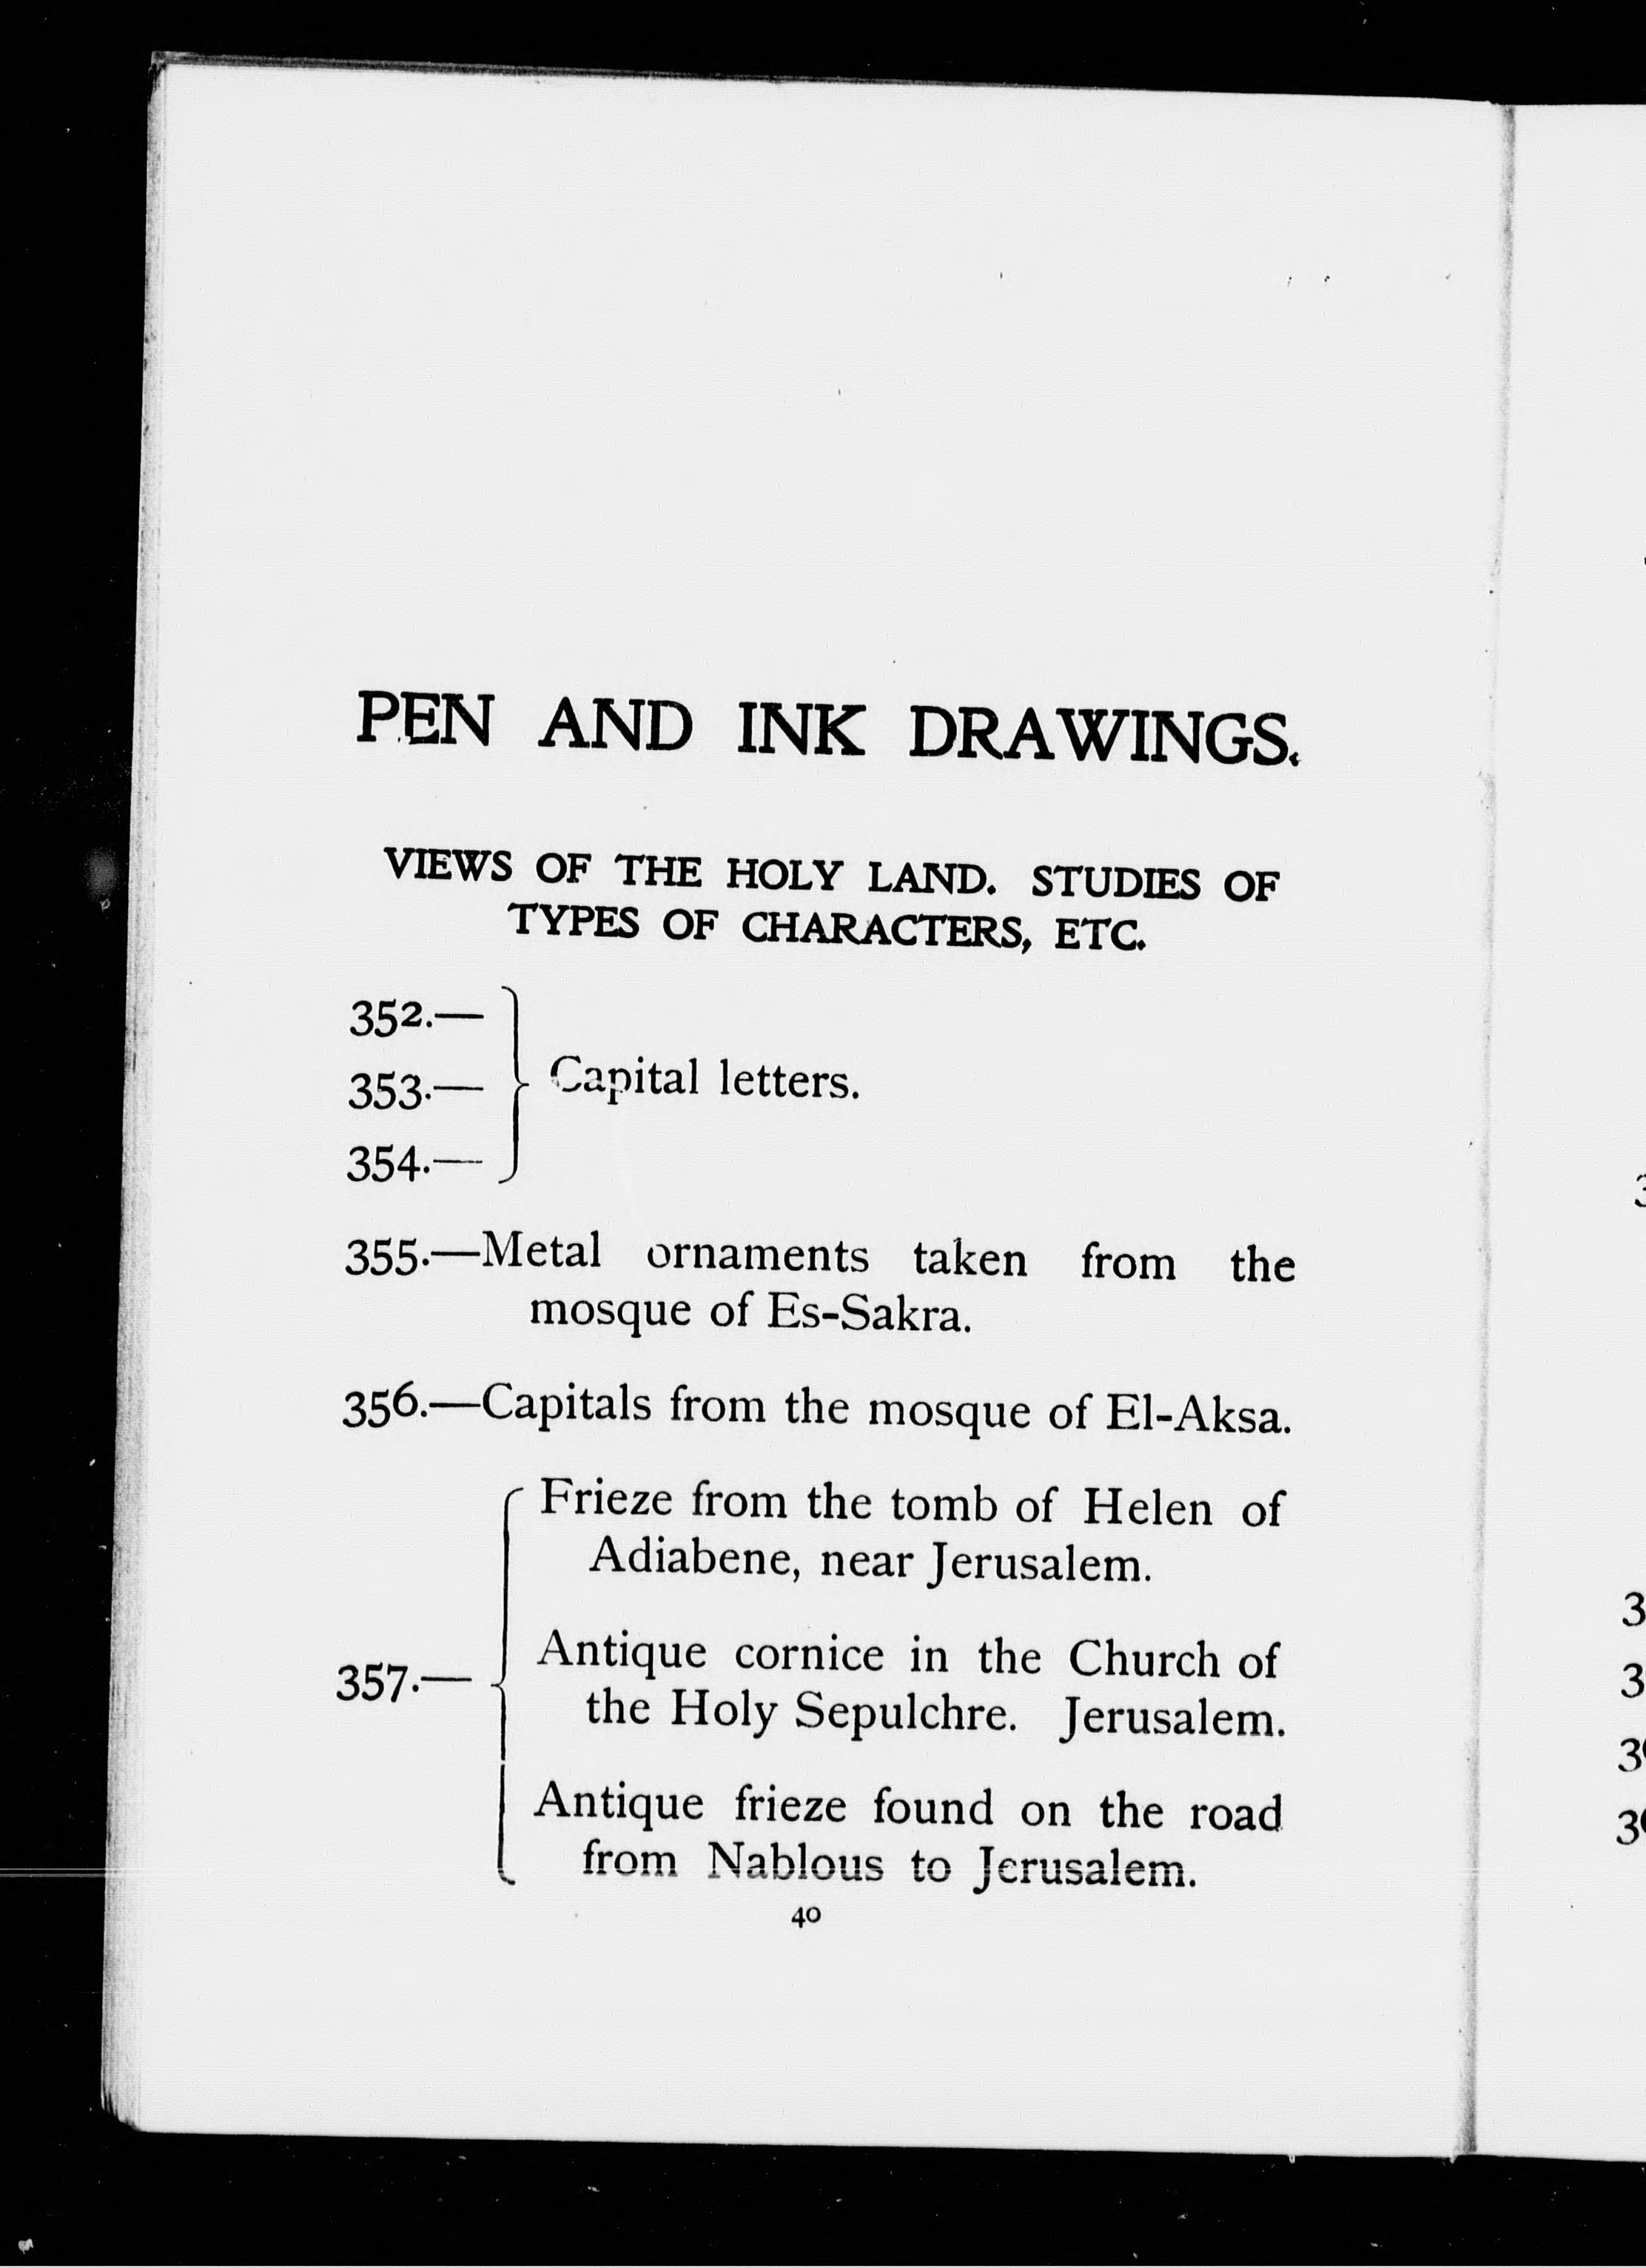 PEN AND INK DRAWINGS.
VIEWS OF THE HOLY LAND. STUDIES OF
TYPES OF CHARACTERS, ETC.
352.—
353.— } Capital letters.
354.—
355.—Metal ornaments taken from the
mosque of Es-Sakra.
356.—Capitals from the mosque of El-Aksa.
Frieze from the tomb of Helen of
Adiabene, near Jerusalem.
357.— { Antique cornice in the Church of
the Holy Sepulchre. Jerusalem.
Antique frieze found on the road
from Nablous to Jerusalem.
40